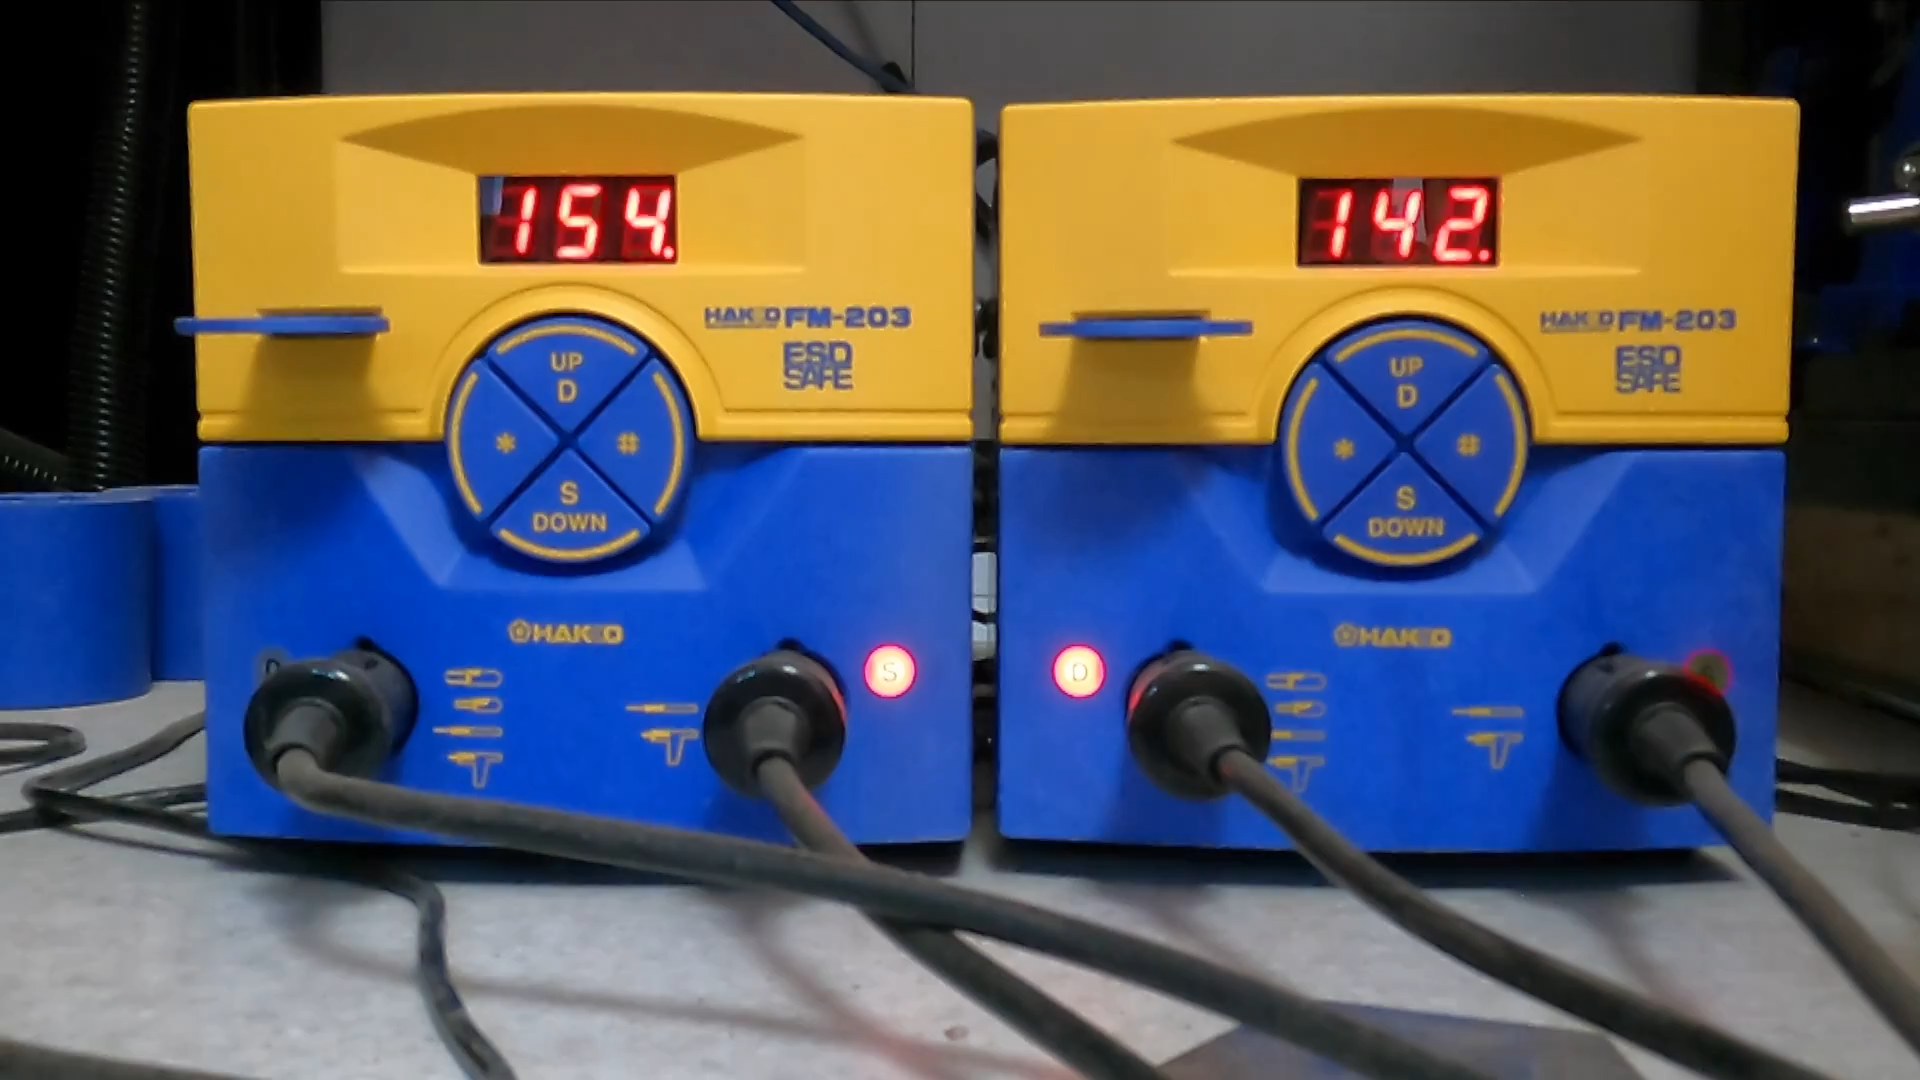 154.
HAKKO FM-203
ESD
SAFE
UP
D
*
#
S
DOWN
HAKKO
D
S
142.
HAKKO FM-203
ESD
SAFE
UP
D
*
#
S
DOWN
HAKKO
D